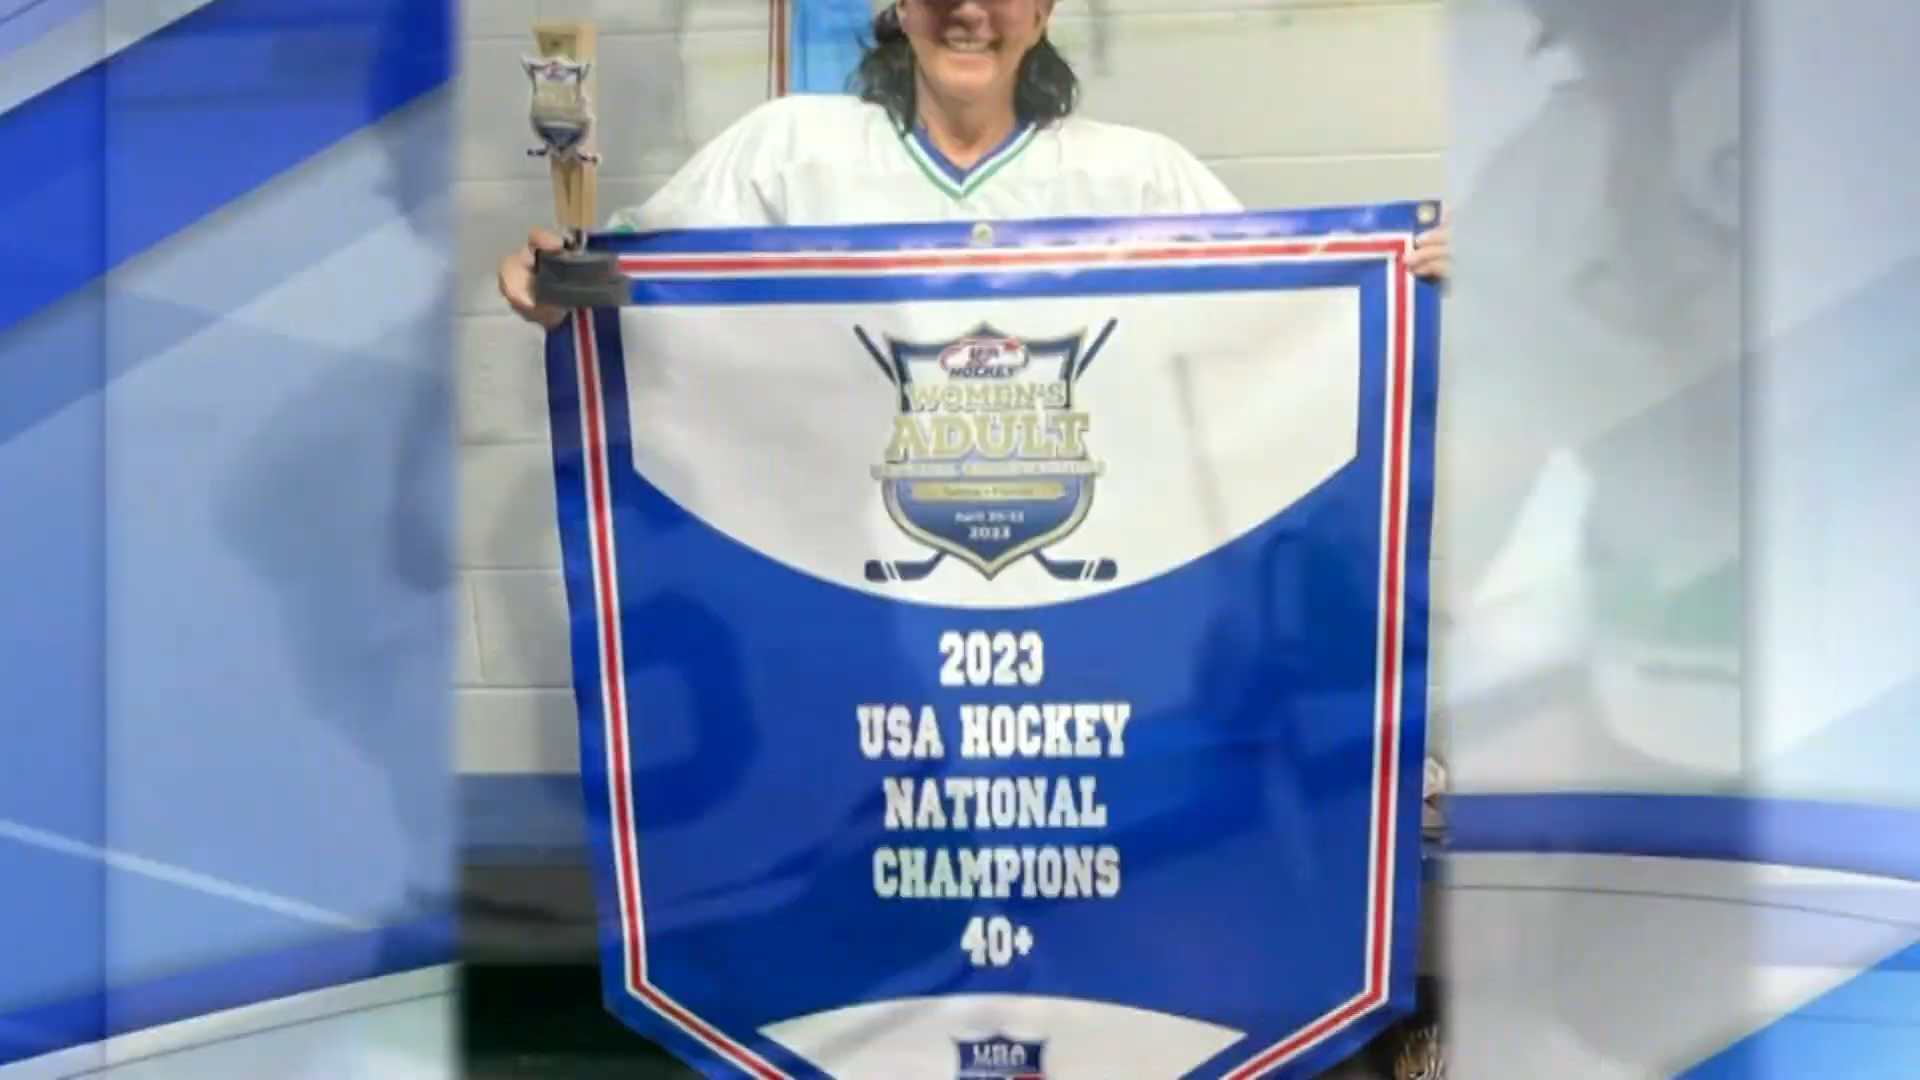 USA
HOCKEY
WOMEN'S
ADULT
2023
2023
USA HOCKEY
NATIONAL
CHAMPIONS
40+
USA